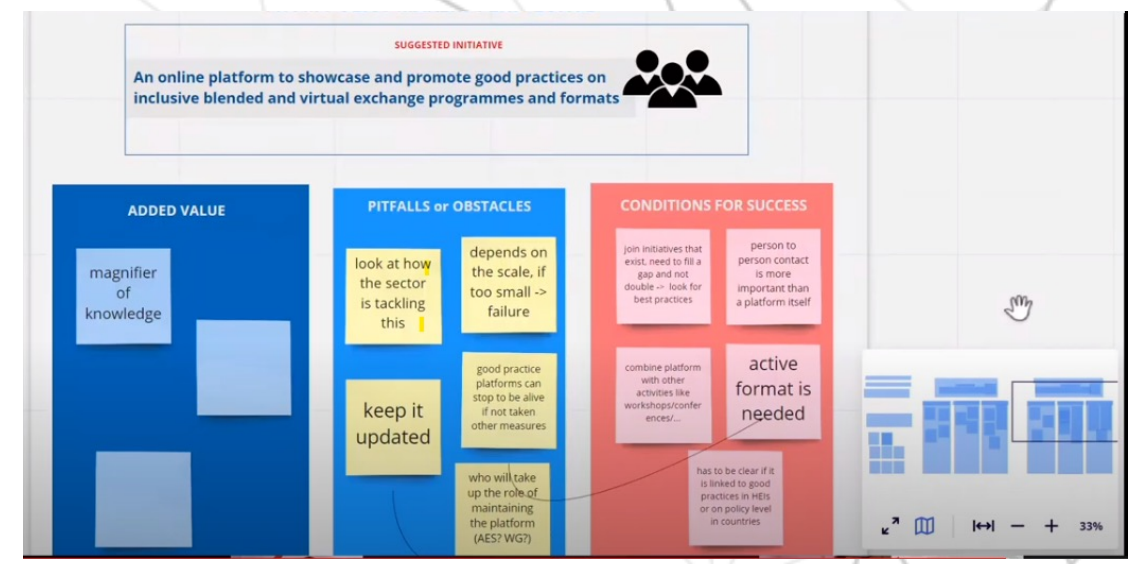 SUGGESTED INITIATIVE
An online platform to showcase and promote good practices on
inclusive blended and virtual exchange programmes and formats
ADDED VALUE
magnifier
of
knowledge
PITFALLS or OBSTACLES
look at how
the sector
is tackling
this
depends on
the scale, if
too small ->
failure
keep it
updated
good practice
platforms can
stop to be alive
if not taken
other measures
who will take
up the role of
maintaining
the platform
(AES? WG?)
CONDITIONS FOR SUCCESS
join initiatives that
exist, need to fill a
gap and not
double -> look for
best practices
person to
person contact
is more
important than
a platform itself
combine platform
with other
activities like
workshops/confer
ences/...
active
format is
needed
has to be clear if it
is linked to good
practices in HEIs
or on policy level
in countries
33%